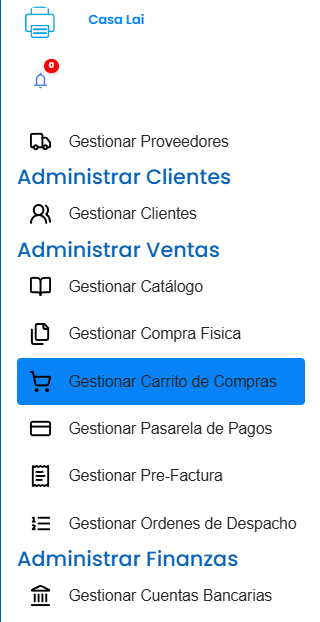 Casa Lai
0
Gestionar Proveedores
Administrar Clientes
Gestionar Clientes
Administrar Ventas
Gestionar Catálogo
Gestionar Compra Fisica
Gestionar Carrito de Compras
Gestionar Pasarela de Pagos
Gestionar Pre-Factura
Gestionar Ordenes de Despacho
Administrar Finanzas
Gestionar Cuentas Bancarias